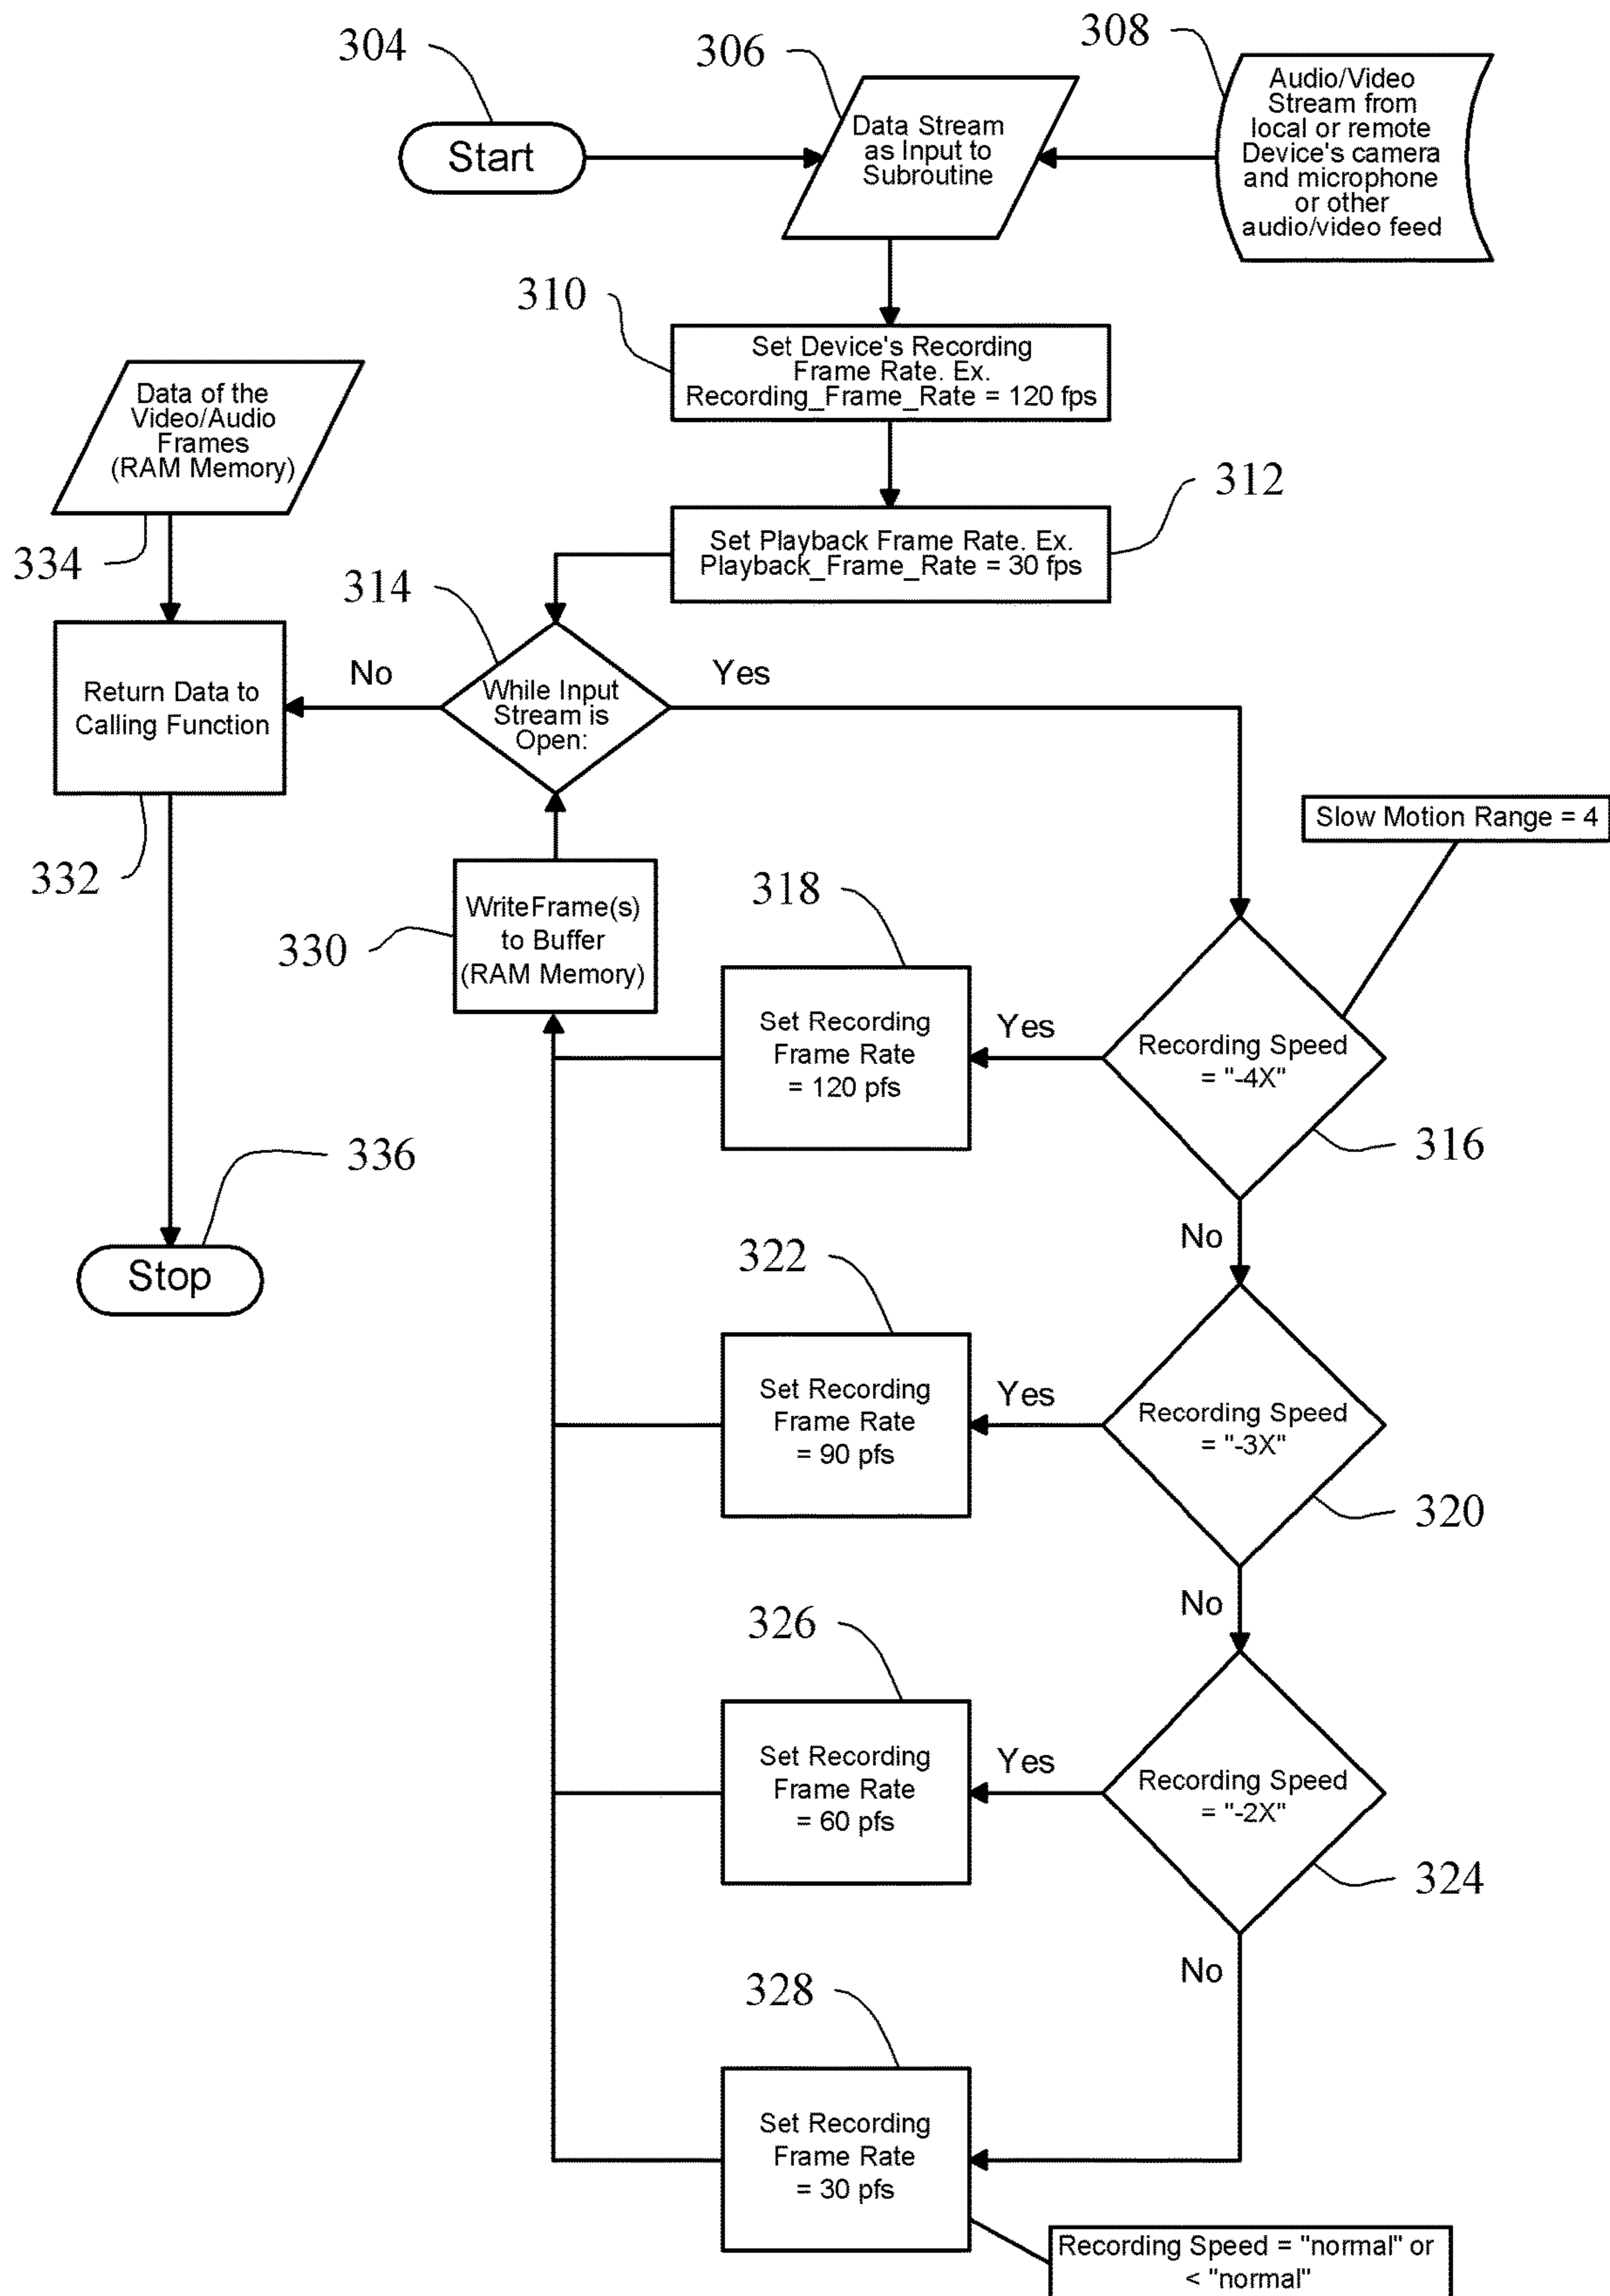 304
306
308
Start
Data Stream
as Input to
Subroutine
Audio/Video
Stream from
local or remote
Device's camera
and microphone
or other
audio/video feed
310
Set Device's Recording
Frame Rate. Ex.
Recording_Frame_Rate = 120 fps
Data of the
Video/Audio
Frames
(RAM Memory)
334
312
Set Playback Frame Rate. Ex.
Playback_Frame_Rate = 30 fps
314
No
Yes
While Input
Stream is
Open:
Return Data to
Calling Function
332
Slow Motion Range = 4
WriteFrame(s)
to Buffer
(RAM Memory)
330
318
Set Recording
Frame Rate
= 120 pfs
Yes
Recording Speed
= "-4X"
316
No
336
Stop
322
Set Recording
Frame Rate
= 90 pfs
Yes
Recording Speed
= "-3X"
320
No
326
Set Recording
Frame Rate
= 60 pfs
Yes
Recording Speed
= "-2X"
324
No
328
Set Recording
Frame Rate
= 30 pfs
Recording Speed = "normal" or
< "normal"